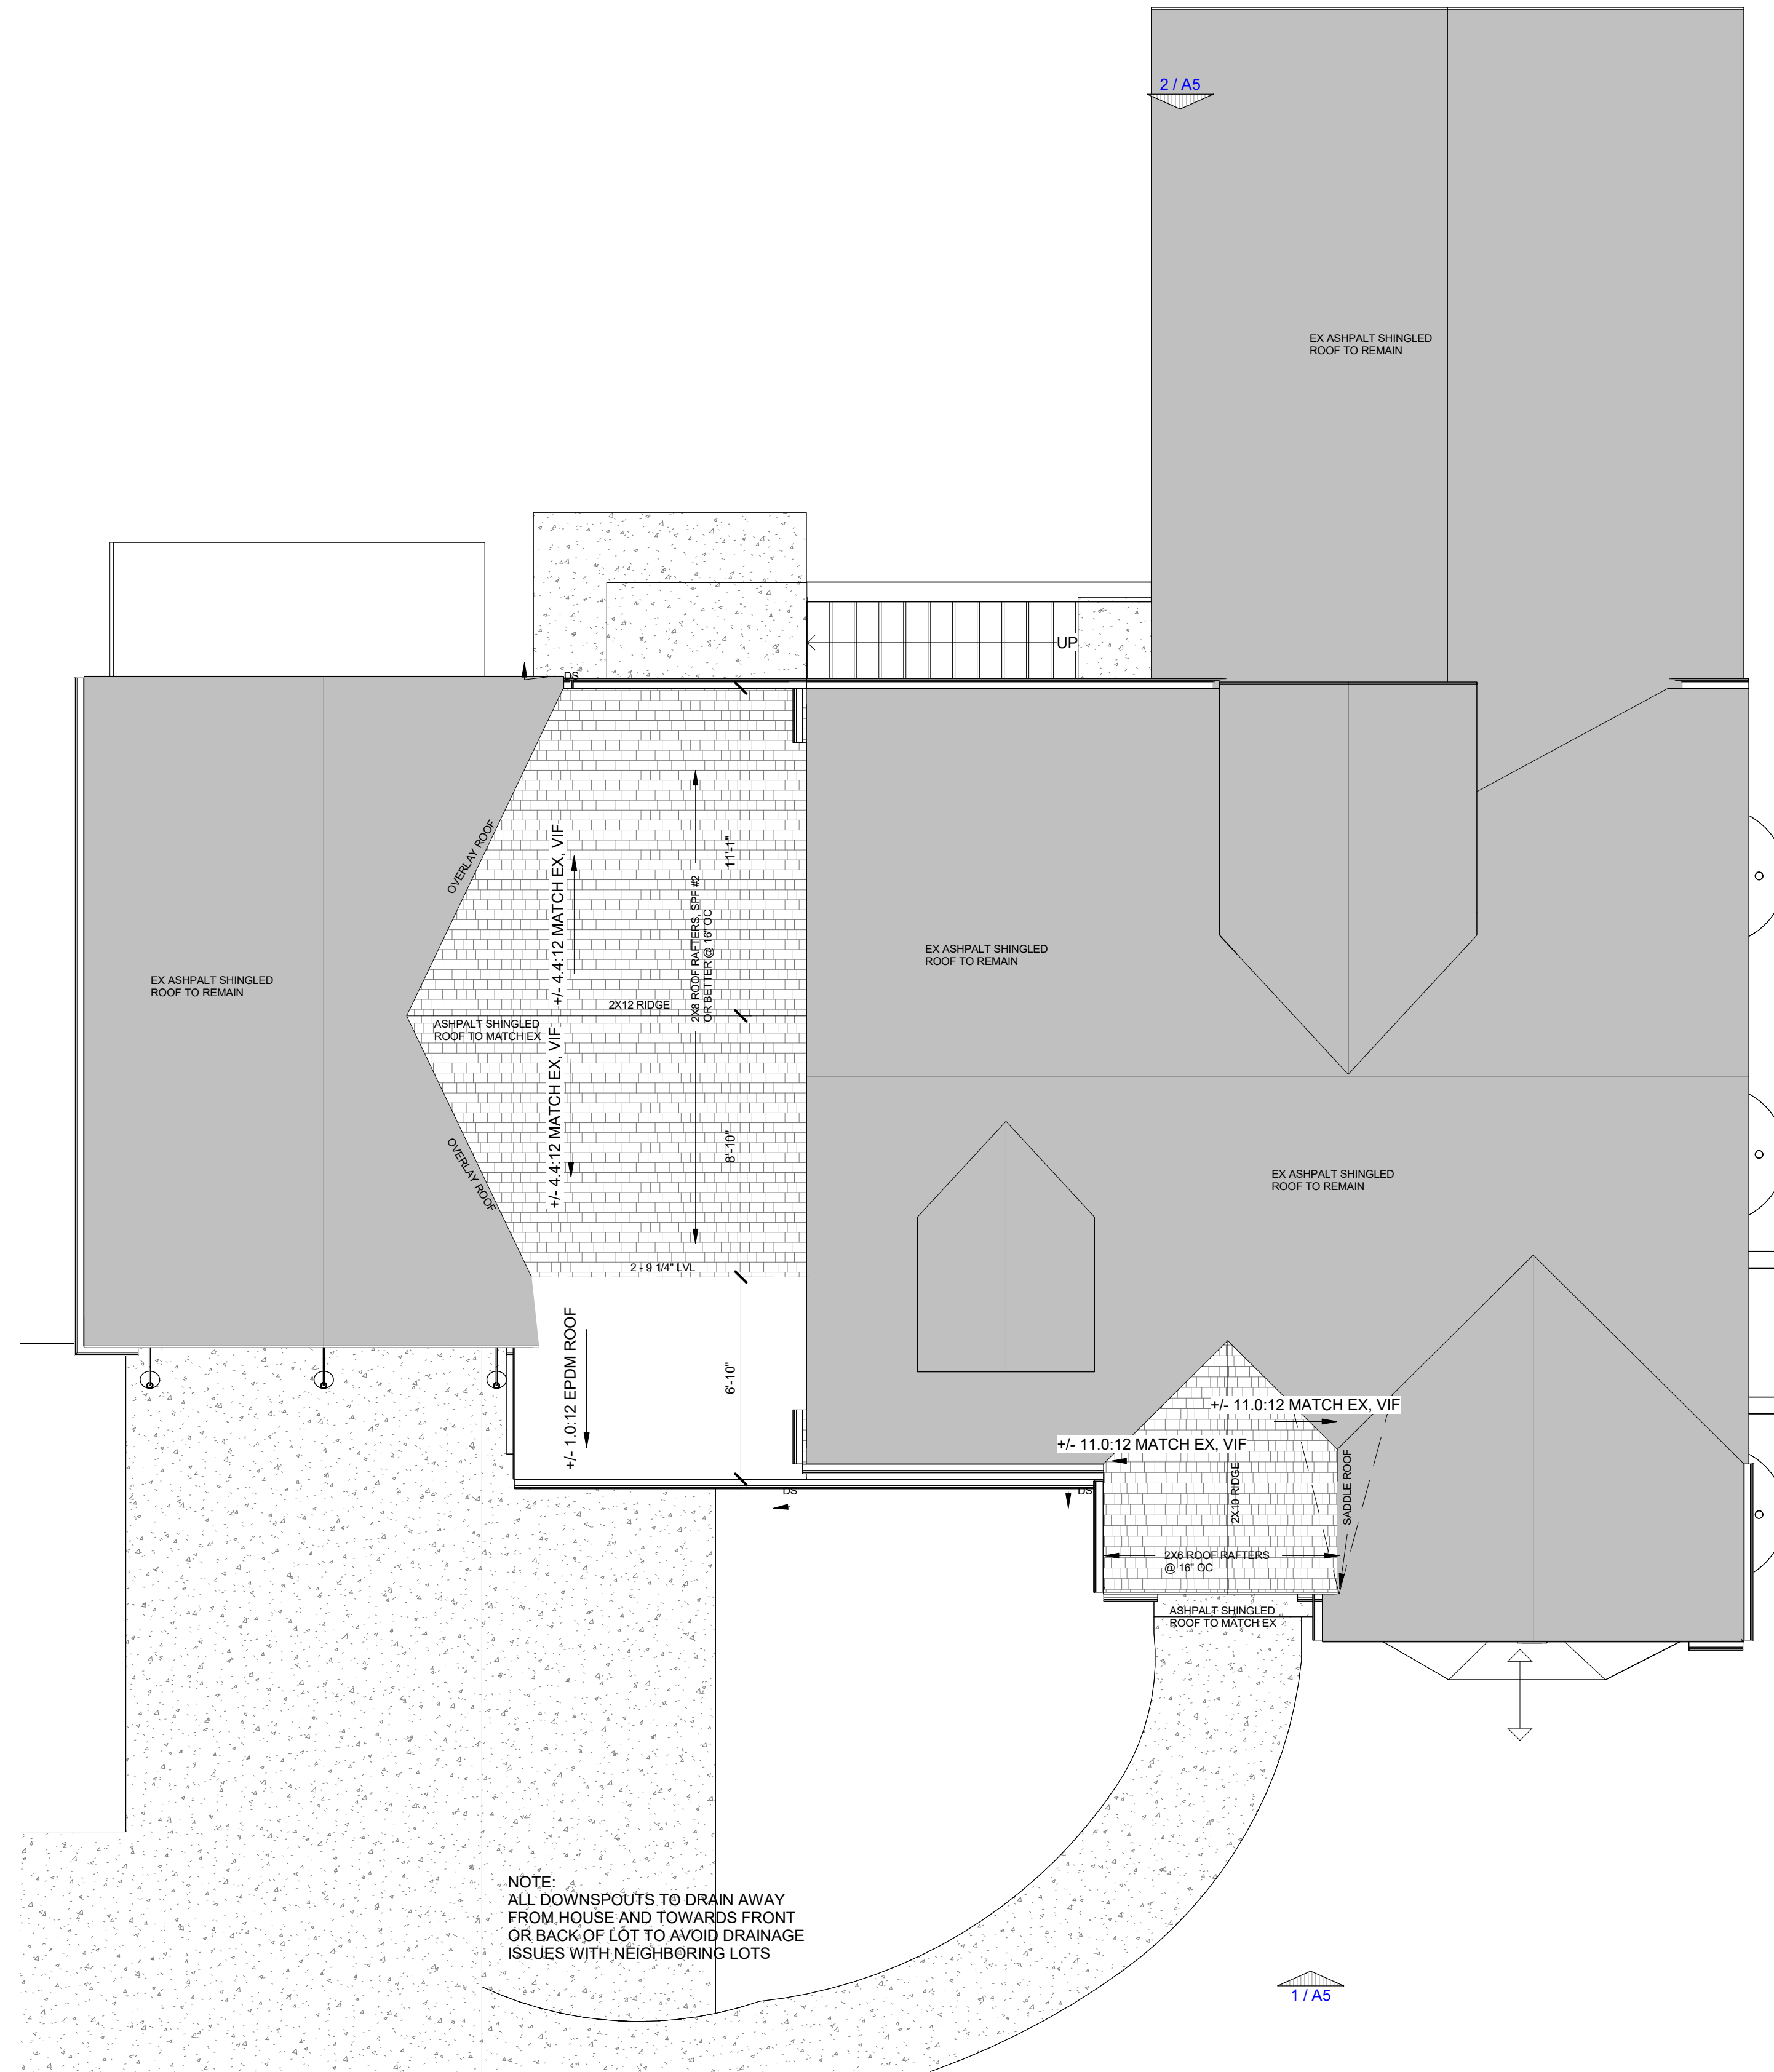 2 / A5
EX ASHPALT SHINGLED
ROOF TO REMAIN
UP
DS
OVERLAY ROOF
+/- 4.4:12 MATCH EX, VIF
2X8 ROOF RAFTERS, SPF #2
OR BETTER @ 16" OC
11'-1"
EX ASHPALT SHINGLED
ROOF TO REMAIN
EX ASHPALT SHINGLED
ROOF TO REMAIN
2X12 RIDGE
ASHPALT SHINGLED
ROOF TO MATCH EX
+/- 4.4:12 MATCH EX, VIF
8'-10"
OVERLAY ROOF
EX ASHPALT SHINGLED
ROOF TO REMAIN
2 - 9 1/4" LVL
+/- 1.0:12 EPDM ROOF
6'-10"
+/- 11.0:12 MATCH EX, VIF
+/- 11.0:12 MATCH EX, VIF
2X10 RIDGE
SADDLE ROOF
DS
DS
2X6 ROOF RAFTERS
@ 16" OC
ASHPALT SHINGLED
ROOF TO MATCH EX
NOTE:
ALL DOWNSPOUTS TO DRAIN AWAY
FROM HOUSE AND TOWARDS FRONT
OR BACK OF LOT TO AVOID DRAINAGE
ISSUES WITH NEIGHBORING LOTS
1 / A5